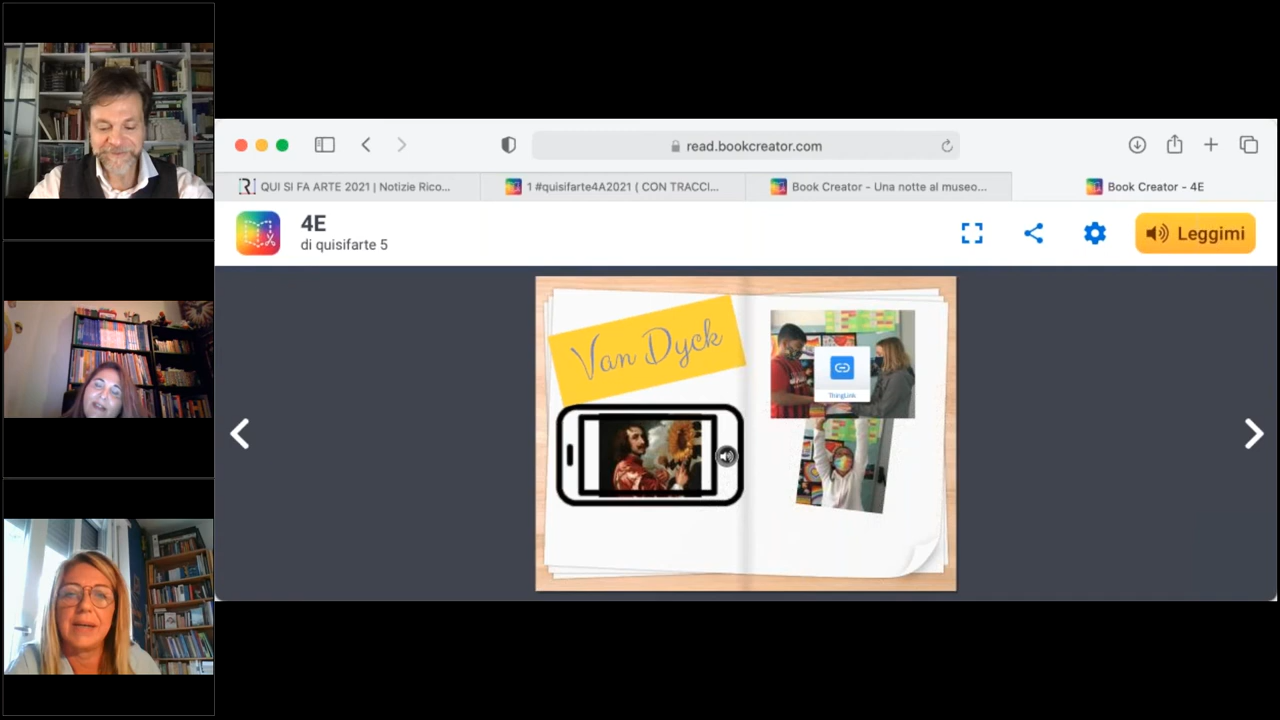 read.bookcreator.com
QUI SI FA ARTE 2021 | Notizie Rico...
1 #quisifarte4A2021 ( CON TRACCI...
Book Creator - Una notte al museo...
Book Creator - 4E
4E
di quisifarte 5
Leggimi
Van Dyck
ThingLink